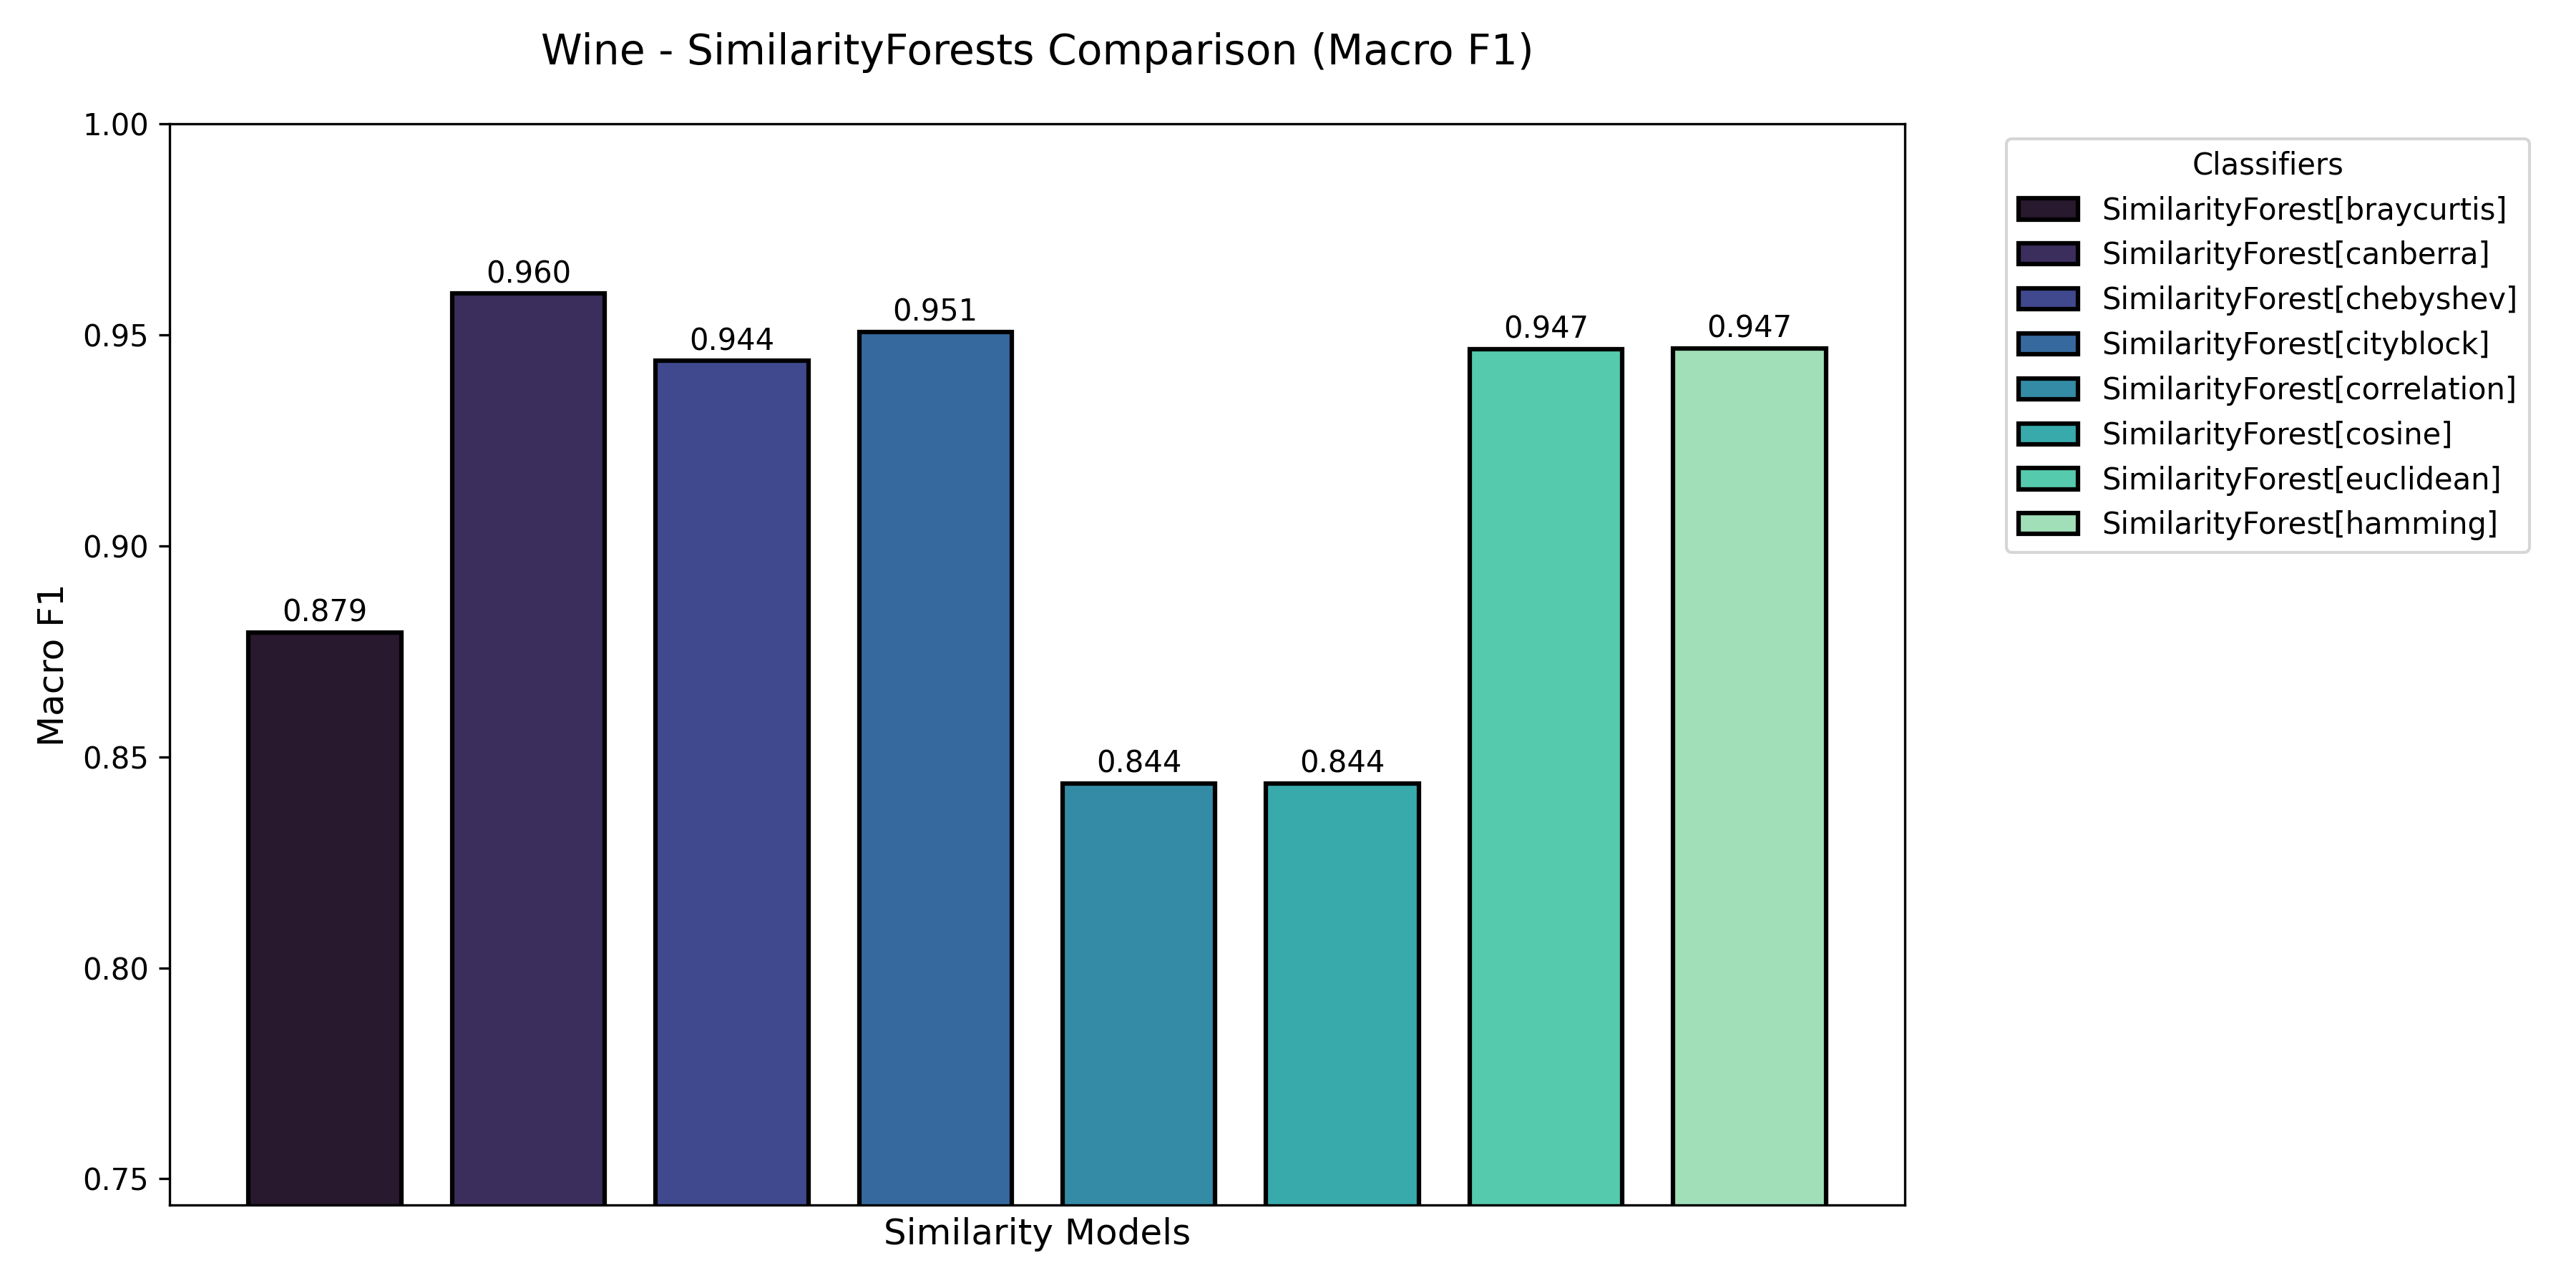 Wine - SimilarityForests Comparison (Macro F1)
1.00
0.95
0.90
0.85
0.80
0.75
Macro F1
0.879
0.960
0.944
0.951
0.844
0.844
0.947
0.947
Similarity Models
Classifiers
SimilarityForest[braycurtis]
SimilarityForest[canberra]
SimilarityForest[chebyshev]
SimilarityForest[cityblock]
SimilarityForest[correlation]
SimilarityForest[cosine]
SimilarityForest[euclidean]
SimilarityForest[hamming]